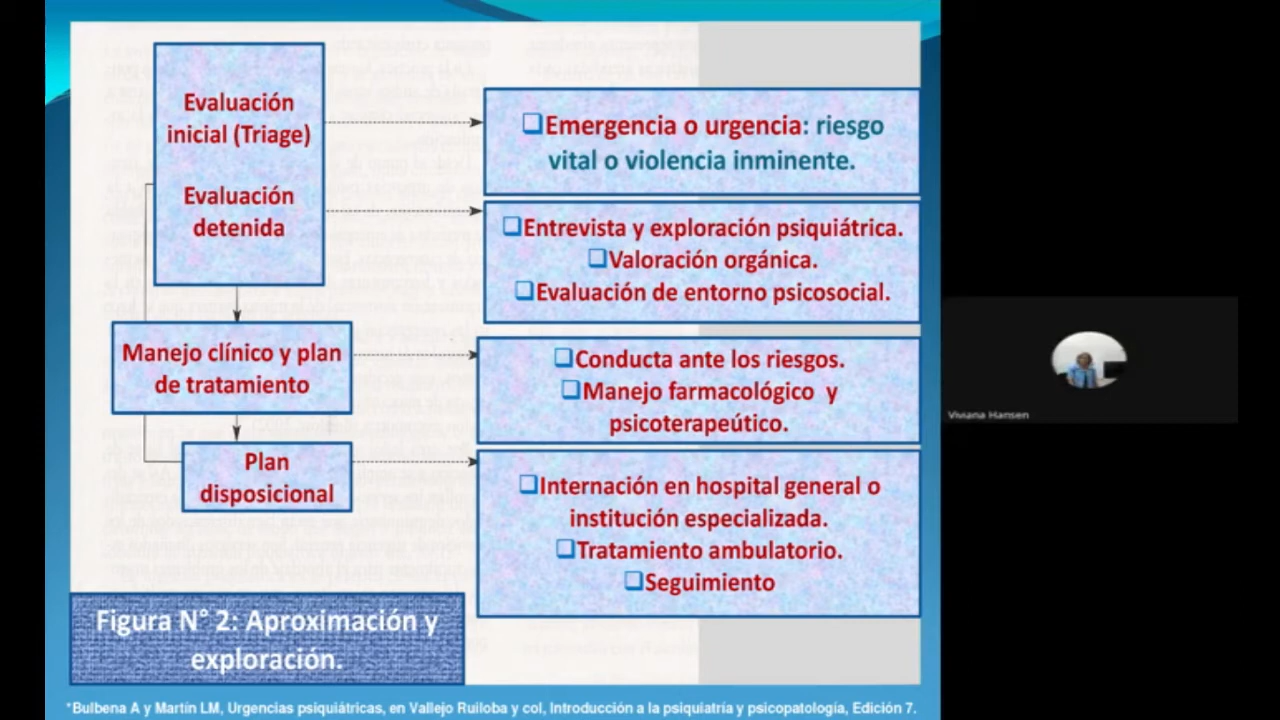 Evaluación
inicial (Triage)
Evaluación
detenida
❑Emergencia o urgencia: riesgo
vital o violencia inminente.
❑Entrevista y exploración psiquiátrica.
❑Valoración orgánica.
❑Evaluación de entorno psicosocial.
Manejo clínico y plan
de tratamiento
❑Conducta ante los riesgos.
❑Manejo farmacológico y
psicoterapeútico.
Plan
disposicional
❑Internación en hospital general o
institución especializada.
❑Tratamiento ambulatorio.
❑Seguimiento
Figura N° 2: Aproximación y
exploración.
*Bulbena A y Martín LM, Urgencias psiquiátricas, en Vallejo Ruiloba y col, Introducción a la psiquiatría y psicopatología, Edición 7.
Viviana Hansen